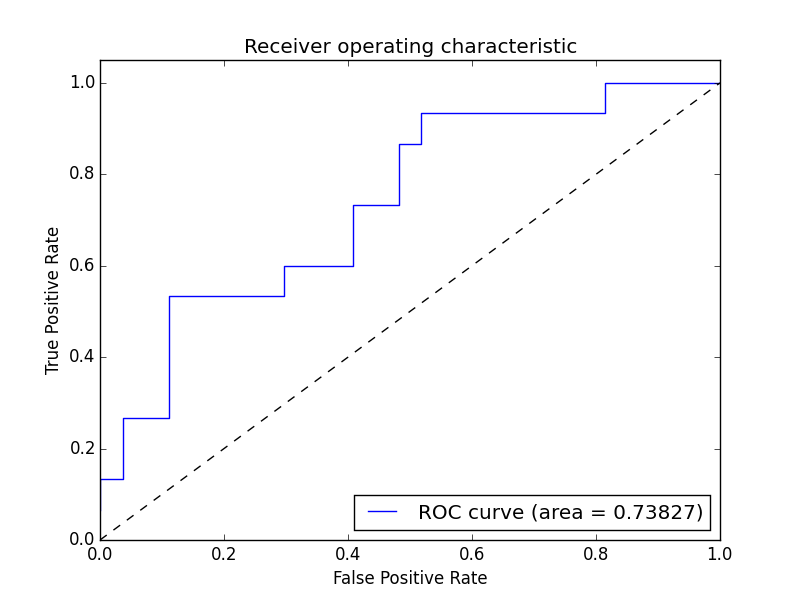 Receiver operating characteristic
1.0
0.8
0.6
0.4
0.2
0.0
True Positive Rate
ROC curve (area = 0.73827)
0.0 0.2 0.4 0.6 0.8 1.0
False Positive Rate